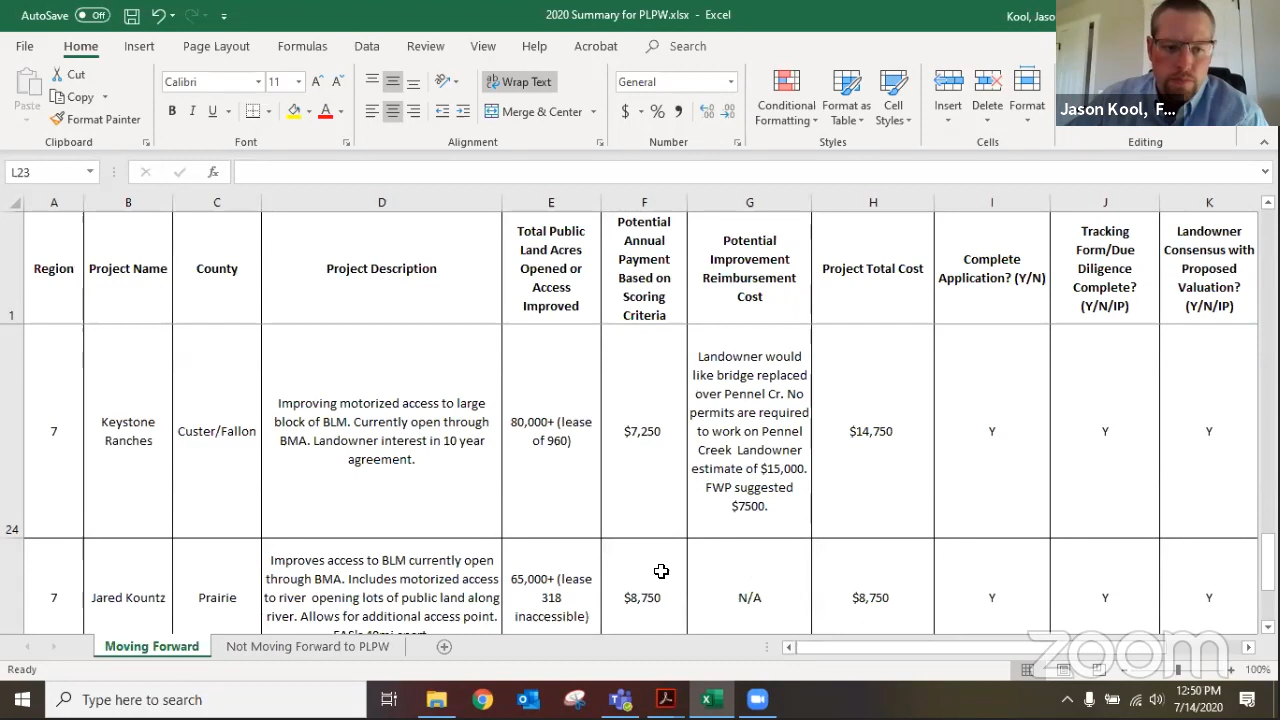 AutoSave Off
2020 Summary for PLPW.xlsx - Excel
Kool, Jaso
File Home Insert Page Layout Formulas Data Review View Help Acrobat Search
Paste
Cut
Copy
Format Painter
Clipboard
Calibri 11
B I U
Font
Wrap Text
Merge & Center
Alignment
General
$ % ,
Number
Conditional
Formatting
Format as
Table
Cell
Styles
Styles
Insert Delete Format
Cells
Editing
Jason Kool, F...
L23
fx
A B C D E F G H I J K
1
Region
Project Name
County
Project Description
Total Public
Land Acres
Opened or
Access
Improved
Potential
Annual
Payment
Based on
Scoring
Criteria
Potential
Improvement
Reimbursement
Cost
Project Total Cost
Complete
Application? (Y/N)
Tracking
Form/Due
Diligence
Complete?
(Y/N/IP)
Landowner
Consensus with
Proposed
Valuation?
(Y/N/IP)
24
7
Keystone
Ranches
Custer/Fallon
Improving motorized access to large
block of BLM. Currently open through
BMA. Landowner interest in 10 year
agreement.
80,000+ (lease
of 960)
$7,250
Landowner would
like bridge replaced
over Pennel Cr. No
permits are required
to work on Pennel
Creek Landowner
estimate of $15,000.
FWP suggested
$7500.
$14,750
Y
Y
Y
7
Jared Kountz
Prairie
Improves access to BLM currently open
through BMA. Includes motorized access
to river opening lots of public land along
river. Allows for additional access point.
65,000+ (lease
318
inaccessible)
$8,750
N/A
$8,750
Y
Y
Y
Moving Forward
Not Moving Forward to PLPW
Ready
100%
zoom
Type here to search
12:50 PM
7/14/2020